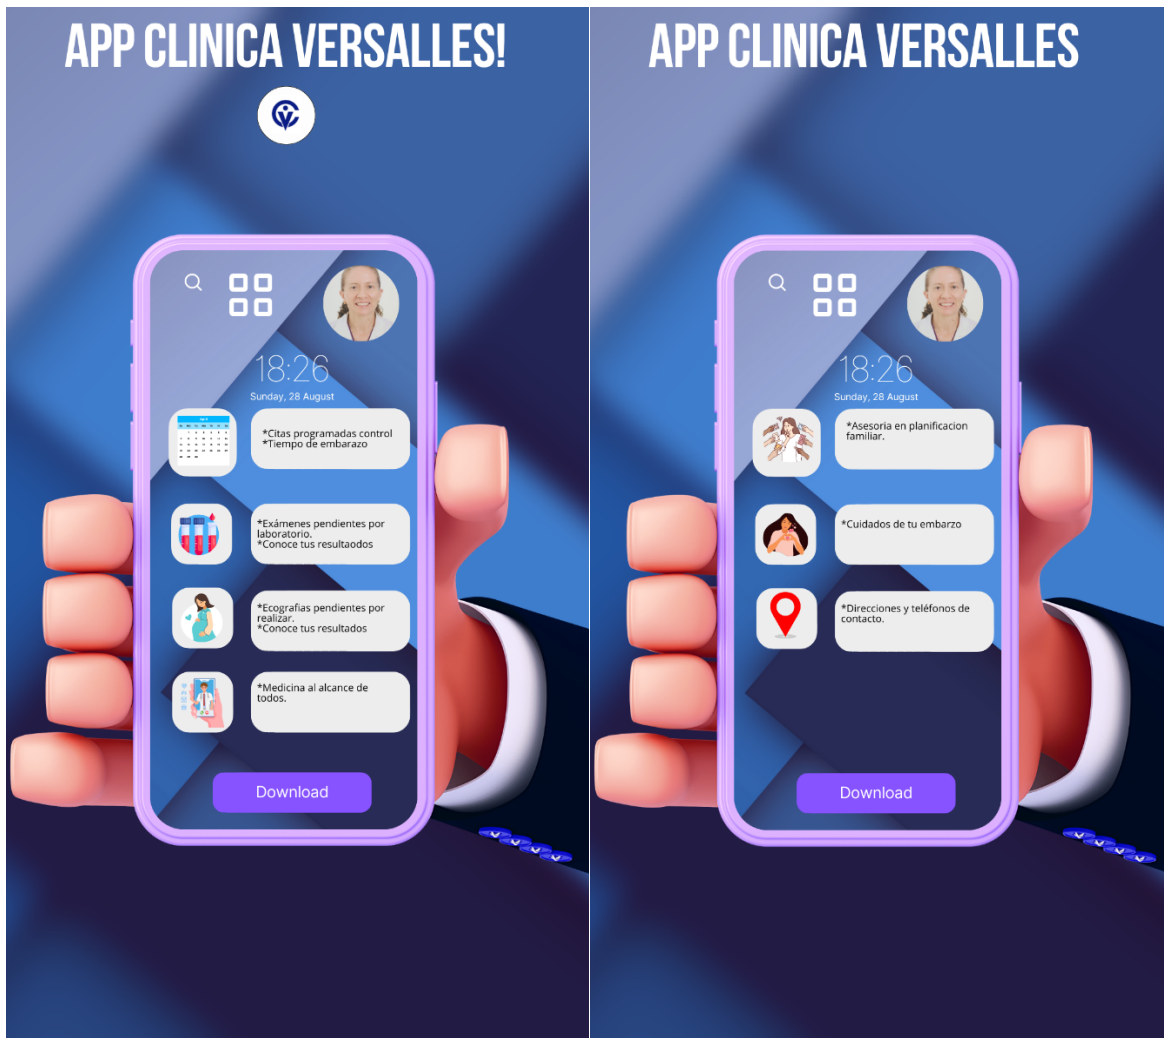 APP CLINICA VERSALLES!
18:26
Sunday, 28 August
*Citas programadas control
*Tiempo de embarazo
*Exámenes pendientes por
laboratorio.
*Conoce tus resultaodos
*Ecografias pendientes por
realizar.
*Conoce tus resultados
*Medicina al alcance de
todos.
Download
APP CLINICA VERSALLES
18:26
Sunday, 28 August
*Asesoria en planificacion
familiar.
*Cuidados de tu embarzo
*Direcciones y teléfonos de
contacto.
Download